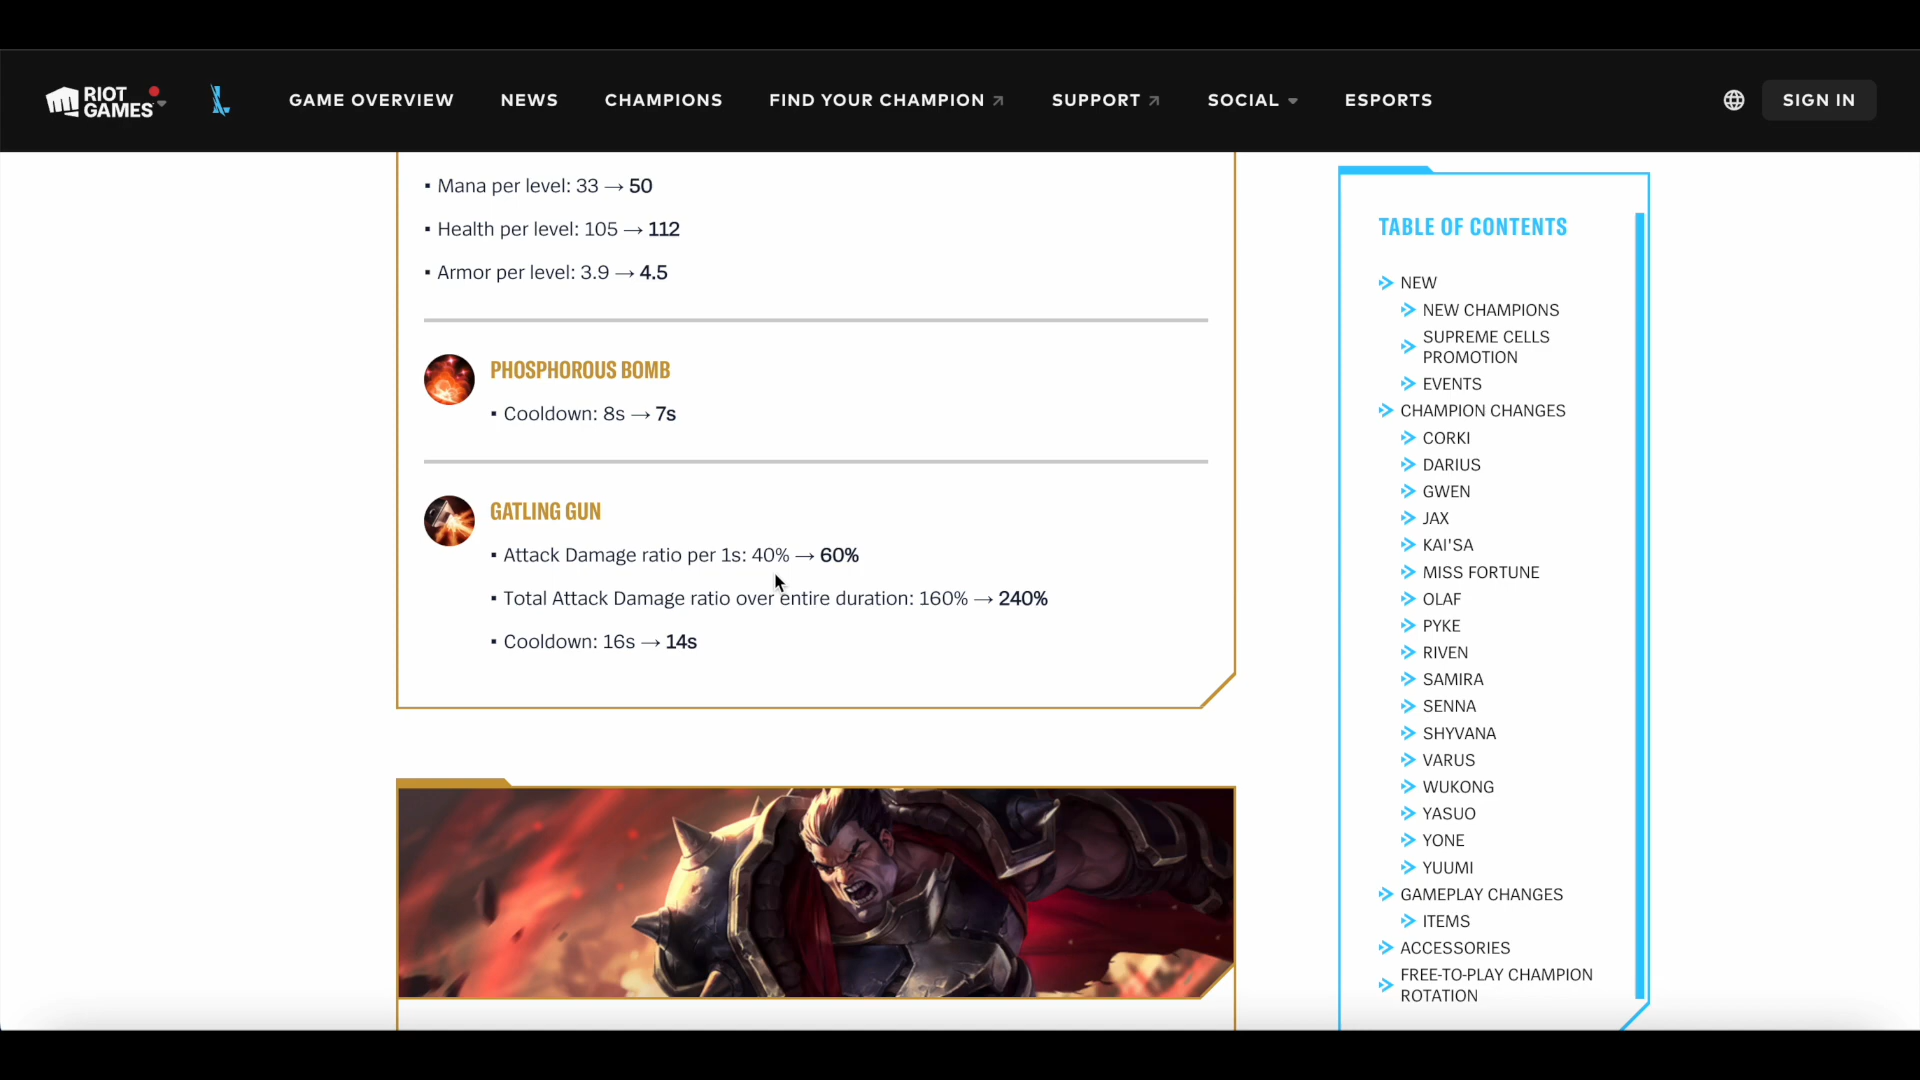 RIOT GAMES
GAME OVERVIEW
NEWS
CHAMPIONS
FIND YOUR CHAMPION
SUPPORT
SOCIAL
ESPORTS
SIGN IN
▪ Mana per level: 33 → 50
▪ Health per level: 105 → 112
▪ Armor per level: 3.9 → 4.5
PHOSPHOROUS BOMB
▪ Cooldown: 8s → 7s
GATLING GUN
▪ Attack Damage ratio per 1s: 40% → 60%
▪ Total Attack Damage ratio over entire duration: 160% → 240%
▪ Cooldown: 16s → 14s
TABLE OF CONTENTS
NEW
NEW CHAMPIONS
SUPREME CELLS
PROMOTION
EVENTS
CHAMPION CHANGES
CORKI
DARIUS
GWEN
JAX
KAI'SA
MISS FORTUNE
OLAF
PYKE
RIVEN
SAMIRA
SENNA
SHYVANA
VARUS
WUKONG
YASUO
YONE
YUUMI
GAMEPLAY CHANGES
ITEMS
ACCESSORIES
FREE-TO-PLAY CHAMPION
ROTATION